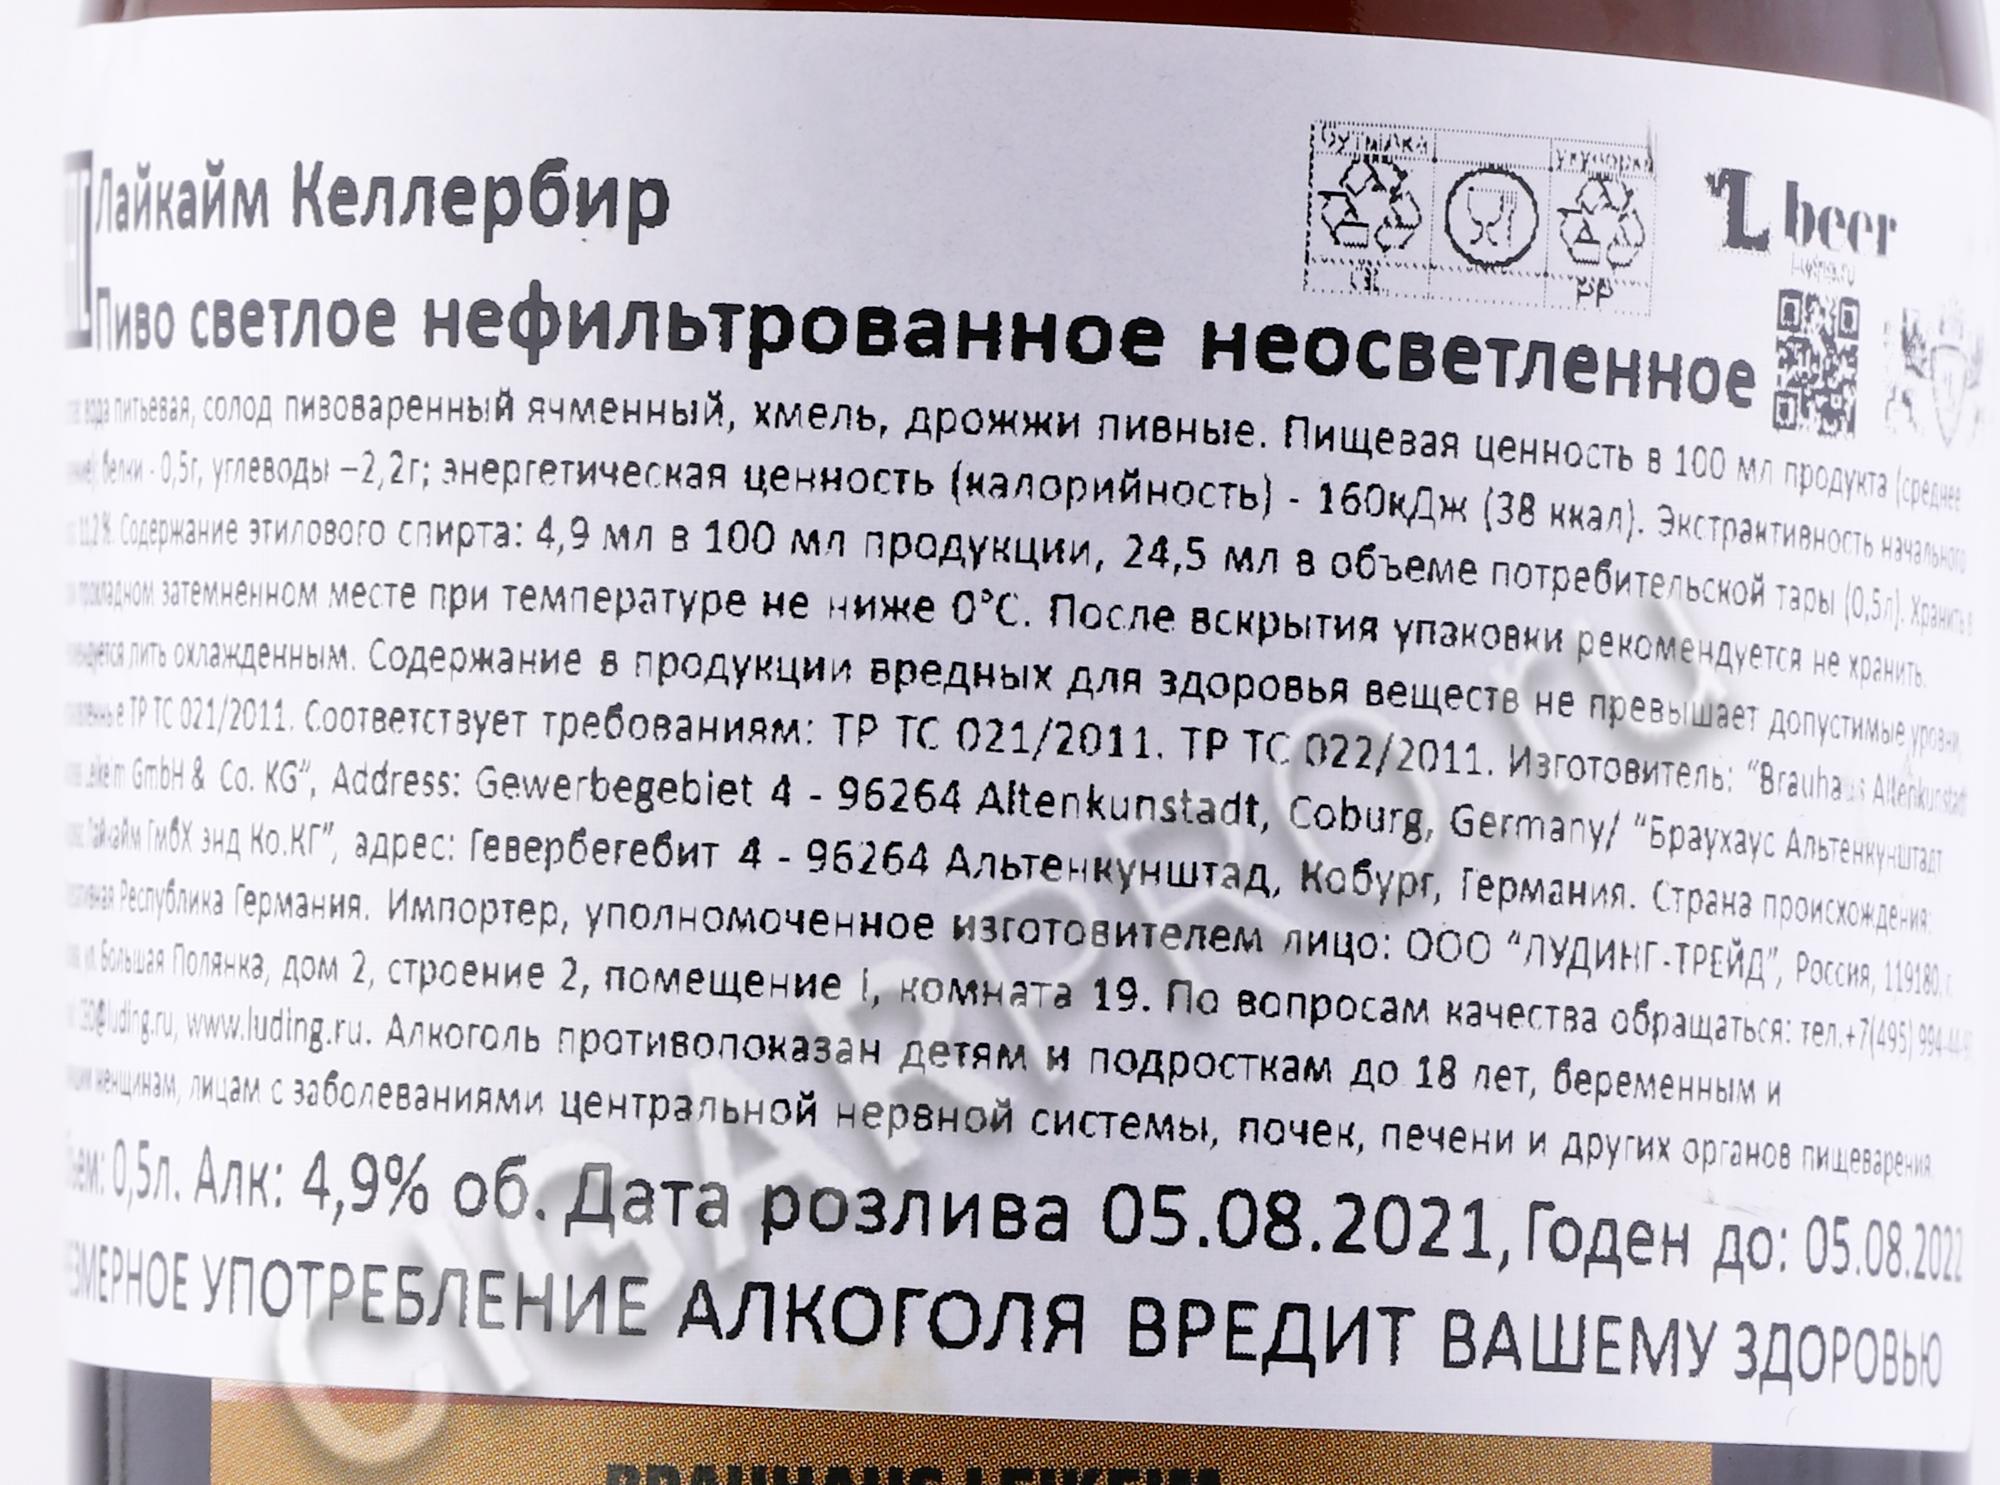 Лайкайм Келлербир
БУТЫЛКА УКУПОРКА
GL PP
L beer
Пиво светлое нефильтрованное неосветленное
вода питьевая, солод пивоваренный ячменный, хмель, дрожжи пивные. Пищевая ценность в 100 мл продукта (среднее
белки - 0,5г, углеводы –2,2г; энергетическая ценность (калорийность) - 160кДж (38 ккал). Экстрактивность начального
11,2%. Содержание этилового спирта: 4,9 мл в 100 мл продукции, 24,5 мл в объеме потребительской тары (0,5л). Хранить в
прохладном затемненном месте при температуре не ниже 0°С. После вскрытия упаковки рекомендуется не хранить.
пить охлажденным. Содержание в продукции вредных для здоровья веществ не превышает допустимые уровни,
ТР ТС 021/2011. Соответствует требованиям: ТР ТС 021/2011. ТР ТС 022/2011. Изготовитель: “Brauhaus Altenkunstadt
Leikeim GmbH & Co. KG”, Address: Gewerbegebiet 4 - 96264 Altenkunstadt, Coburg, Germany/ “Браухаус Альтенкунштадт
Лайкайм ГмбХ энд Ко.КГ”, адрес: Гевербегебит 4 - 96264 Альтенкунштад, Кобург, Германия. Страна происхождения:
Республика Германия. Импортер, уполномоченное изготовителем лицо: ООО “ЛУДИНГ-ТРЕЙД”, Россия, 119180, г.
ул. Большая Полянка, дом 2, строение 2, помещение I, комната 19. По вопросам качества обращаться: тел.+7(495) 994-44-
@luding.ru, www.luding.ru. Алкоголь противопоказан детям и подросткам до 18 лет, беременным и
женщинам, лицам с заболеваниями центральной нервной системы, почек, печени и других органов пищеварения.
0,5л. Алк: 4,9% об. Дата розлива 05.08.2021, Годен до: 05.08.2022
УПОТРЕБЛЕНИЕ АЛКОГОЛЯ ВРЕДИТ ВАШЕМУ ЗДОРОВЬЮ
BRAUHAUS LEIKEIM
CIGARPRO.ru